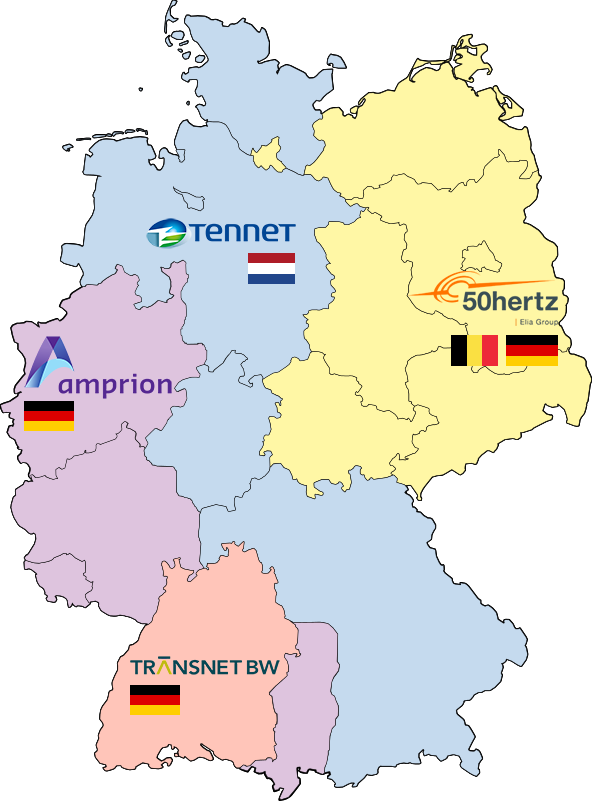 TENNET
50hertz
| Elia Group
amprion
TRANSNET BW